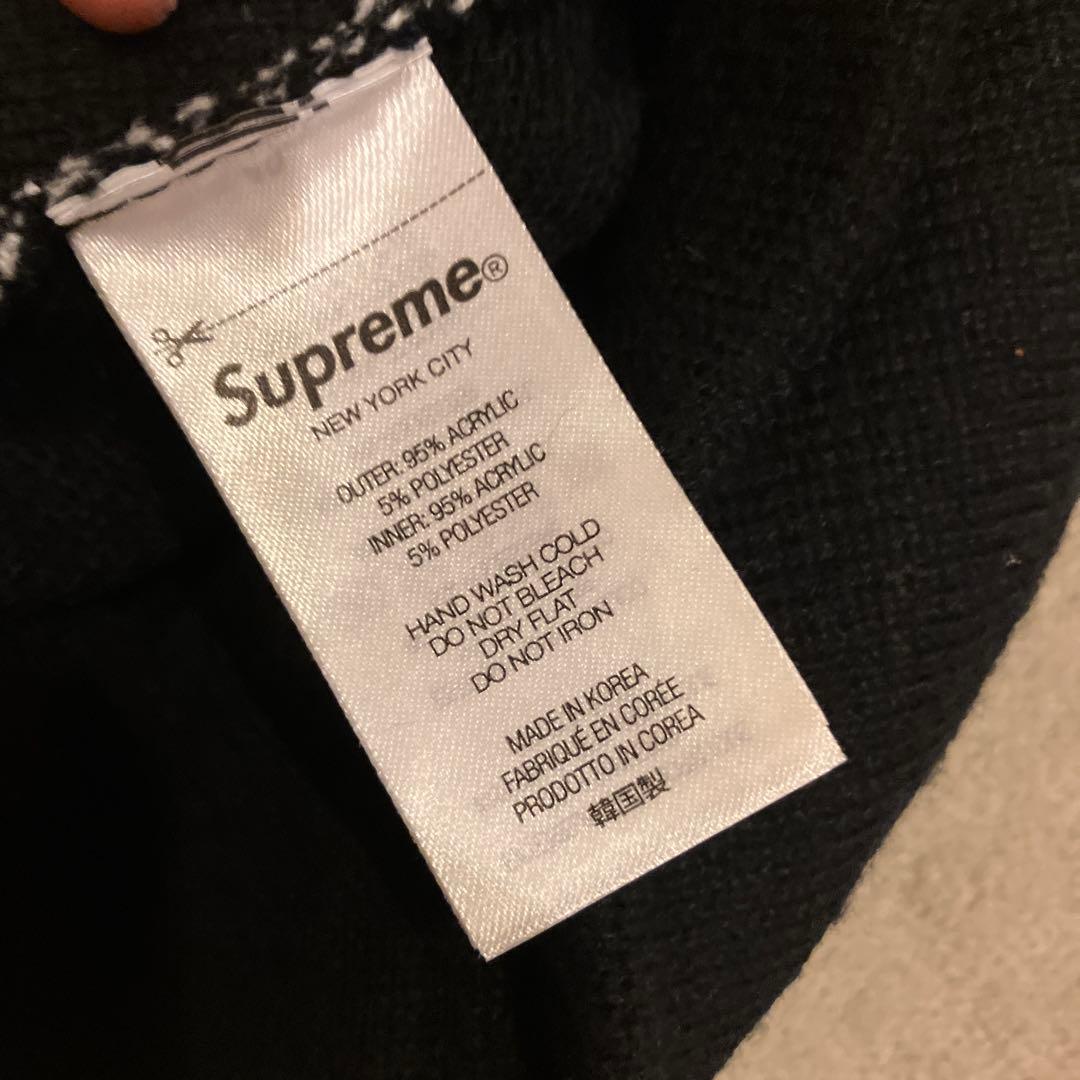 Supreme®
NEW YORK CITY
OUTER: 95% ACRYLIC
5% POLYESTER
INNER: 95% ACRYLIC
5% POLYESTER
HAND WASH COLD
DO NOT BLEACH
DRY FLAT
DO NOT IRON
MADE IN KOREA
FABRIQUÉ EN CORÉE
PRODOTTO IN COREA
韓国製